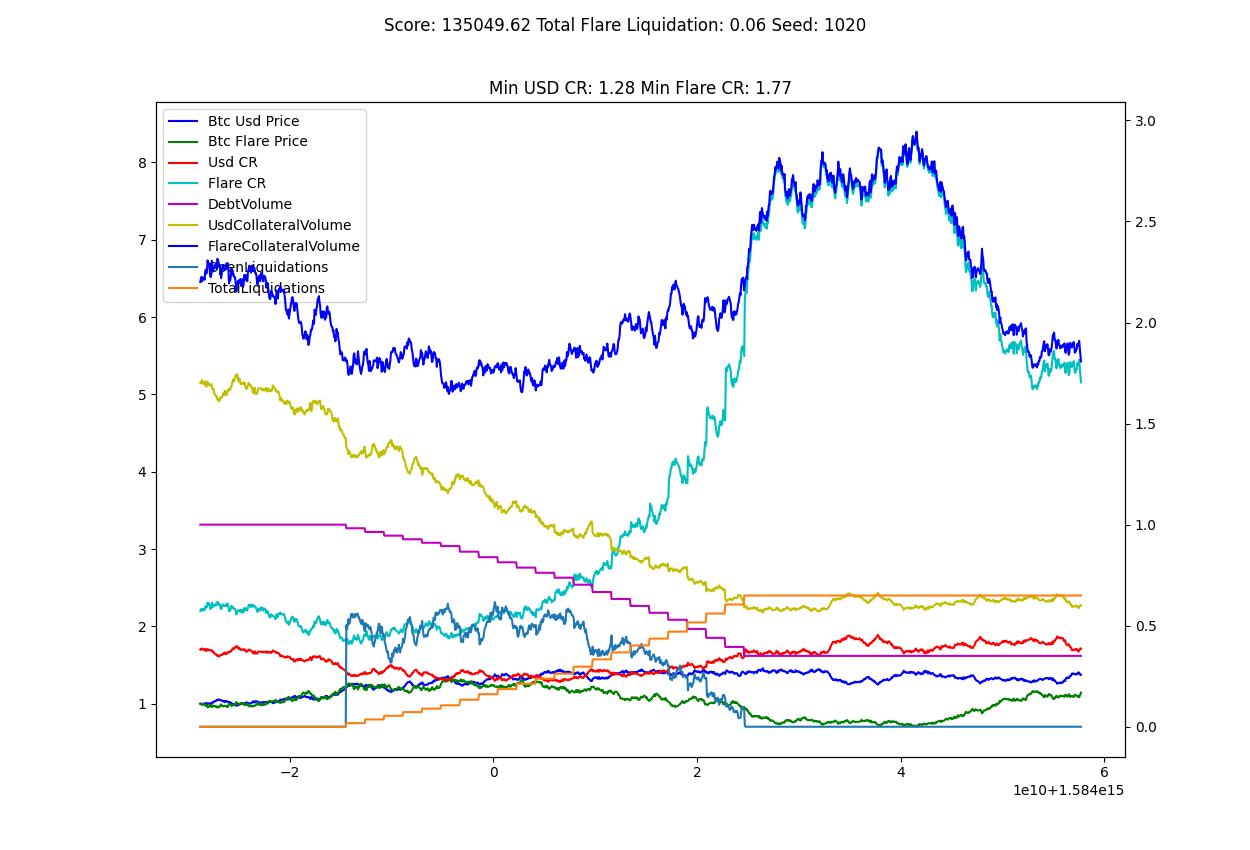 Score: 135049.62 Total Flare Liquidation: 0.06 Seed: 1020
Min USD CR: 1.28 Min Flare CR: 1.77
Btc Usd Price
Btc Flare Price
Usd CR
Flare CR
DebtVolume
UsdCollateralVolume
FlareCollateralVolume
OpenLiquidations
TotalLiquidations
8
7
6
5
4
3
2
1
3.0
2.5
2.0
1.5
1.0
0.5
0.0
−2
0
2
4
6
1e10+1.584e15